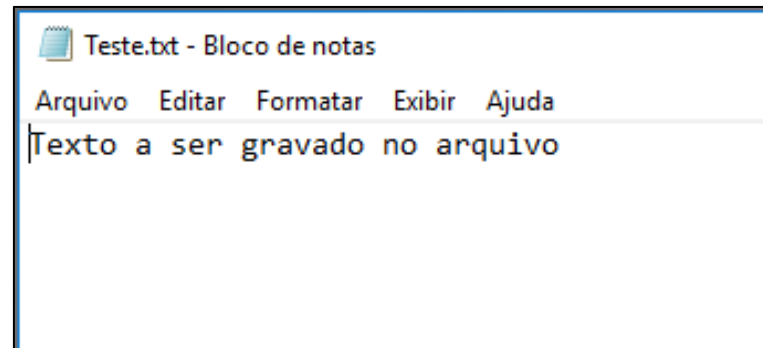 Teste.txt - Bloco de notas
Arquivo Editar Formatar Exibir Ajuda
Texto a ser gravado no arquivo